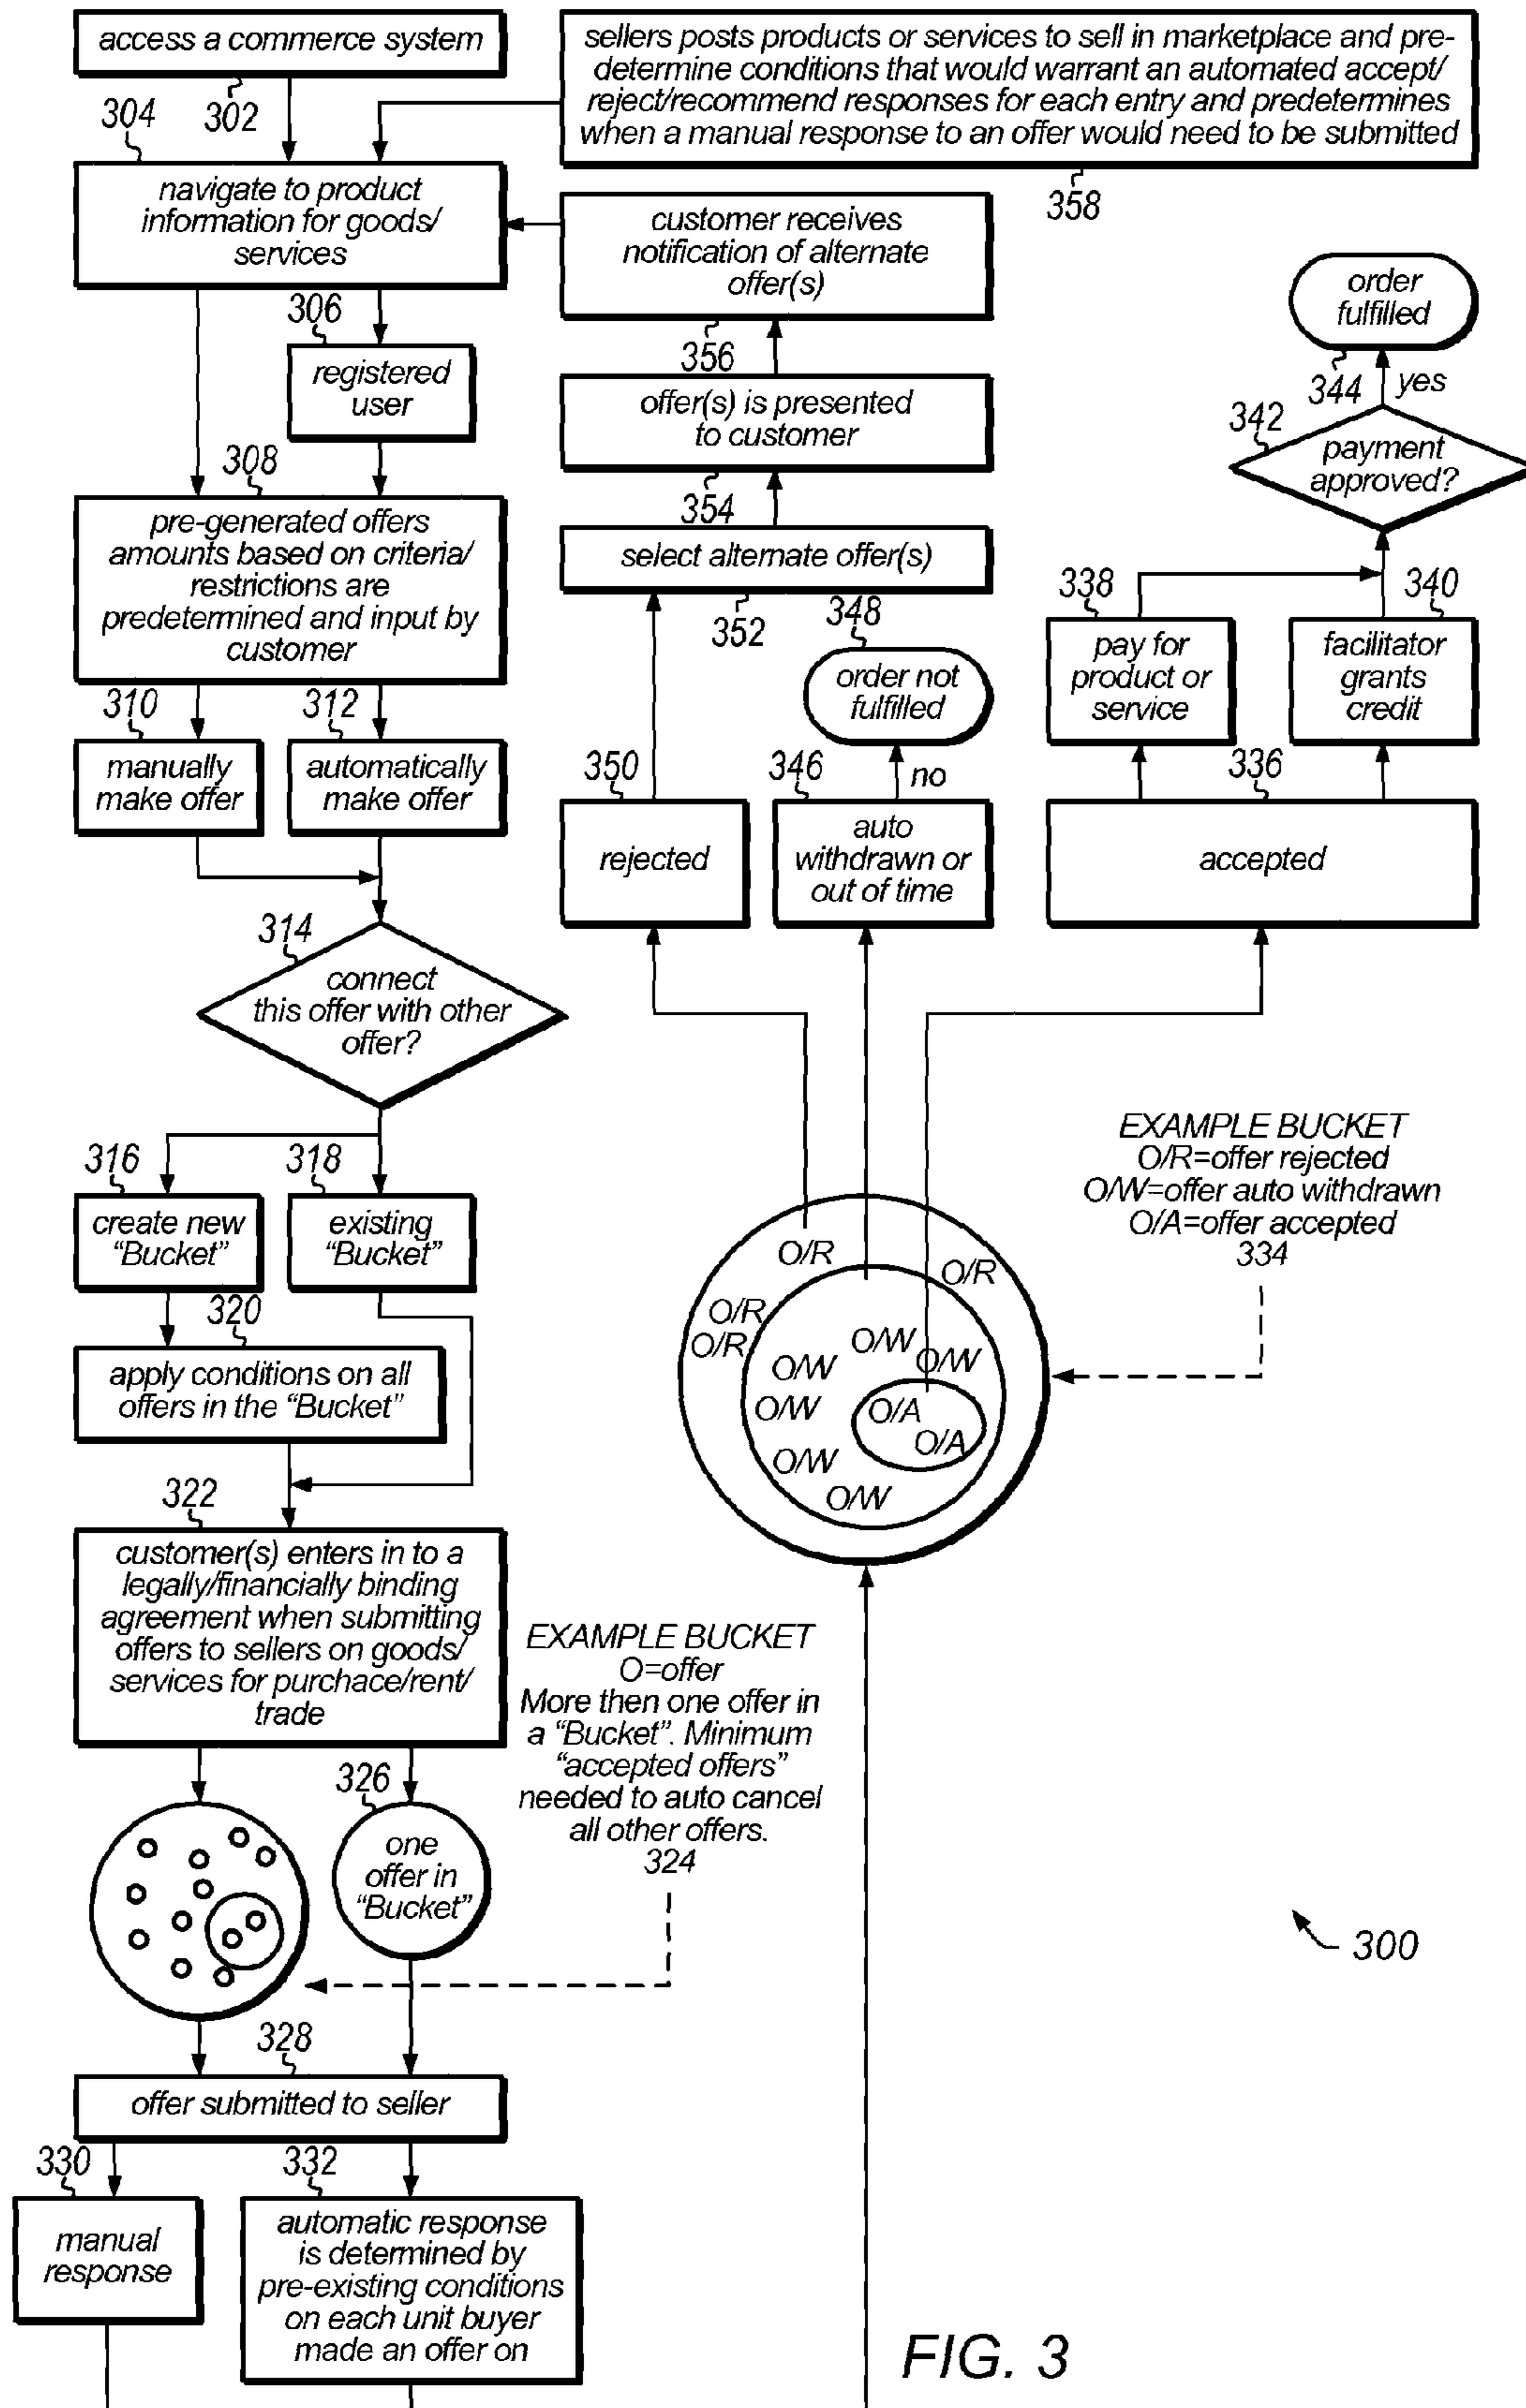 access a commerce system
302
sellers posts products or services to sell in marketplace and pre-
determine conditions that would warrant an automated accept/
reject/recommend responses for each entry and predetermines
when a manual response to an offer would need to be submitted
358
304
navigate to product
information for goods/
services
customer receives
notification of alternate
offer(s)
356
306
registered
user
offer(s) is presented
to customer
354
order
fulfilled
344
yes
342
payment
approved?
308
pre-generated offers
amounts based on criteria/
restrictions are
predetermined and input by
customer
select alternate offer(s)
352
348
order not
fulfilled
338
pay for
product or
service
340
facilitator
grants
credit
310
manually
make offer
312
automatically
make offer
350
rejected
346
no
auto
withdrawn or
out of time
336
accepted
314
connect
this offer with other
offer?
316
create new
“Bucket”
318
existing
“Bucket”
320
apply conditions on all
offers in the “Bucket”
EXAMPLE BUCKET
O/R=offer rejected
O/W=offer auto withdrawn
O/A=offer accepted
334
O/R
O/R
O/R
O/R
O/W
O/W
O/W
O/W
O/A
O/A
O/W
O/W
322
customer(s) enters in to a
legally/financially binding
agreement when submitting
offers to sellers on goods/
services for purchace/rent/
trade
EXAMPLE BUCKET
O=offer
More then one offer in
a “Bucket”. Minimum
“accepted offers”
needed to auto cancel
all other offers.
324
326
one
offer in
“Bucket”
300
328
offer submitted to seller
330
manual
response
332
automatic response
is determined by
pre-existing conditions
on each unit buyer
made an offer on
FIG. 3